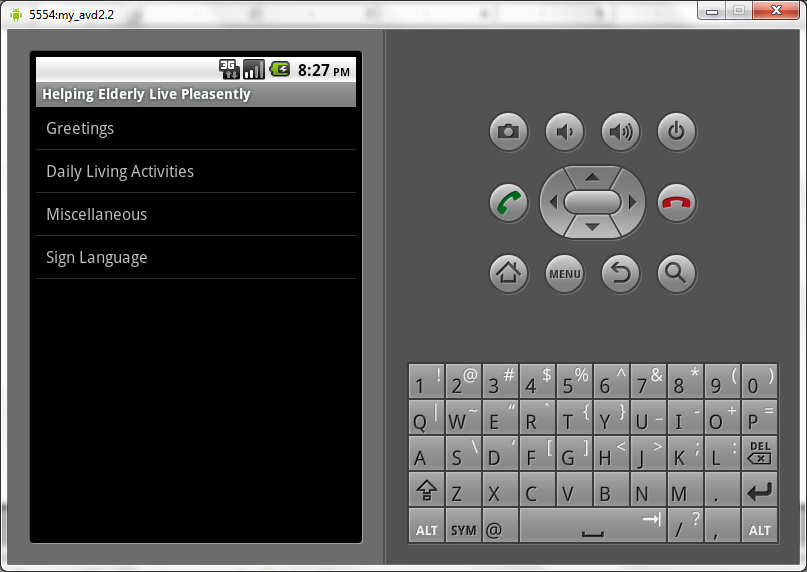 5554:my_avd2.2
3G 8:27 PM
Helping Elderly Live Pleasently
Greetings
Daily Living Activities
Miscellaneous
Sign Language
MENU
1 ! 2 @ 3 # 4 $ 5 % 6 ^ 7 & 8 * 9 ( 0 )
Q | W ~ E “ R ` T { Y } U _ I - O + P =
A S \ D ‘ F [ G ] H < J > K ; L : DEL
Z X C V B N M .
ALT SYM @ / ? , ALT